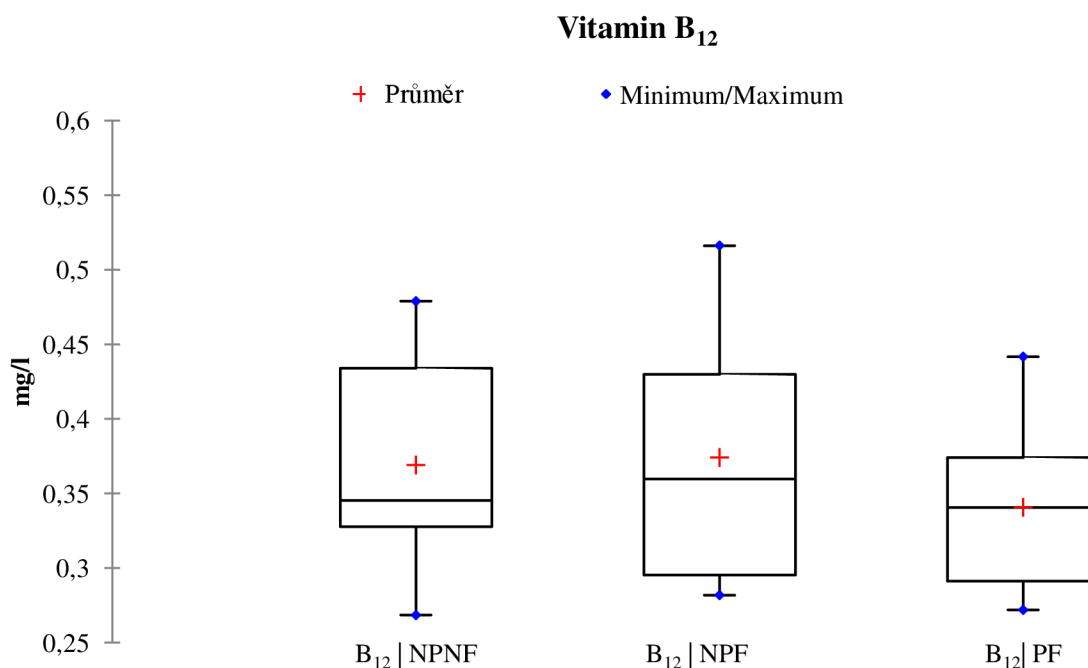 Vitamin B₁₂
Průměr
Minimum/Maximum
0,6
0,55
0,5
0,45
0,4
0,35
0,3
0,25
mg/l
B₁₂|NPNF
B₁₂|NPF
B₁₂|PF